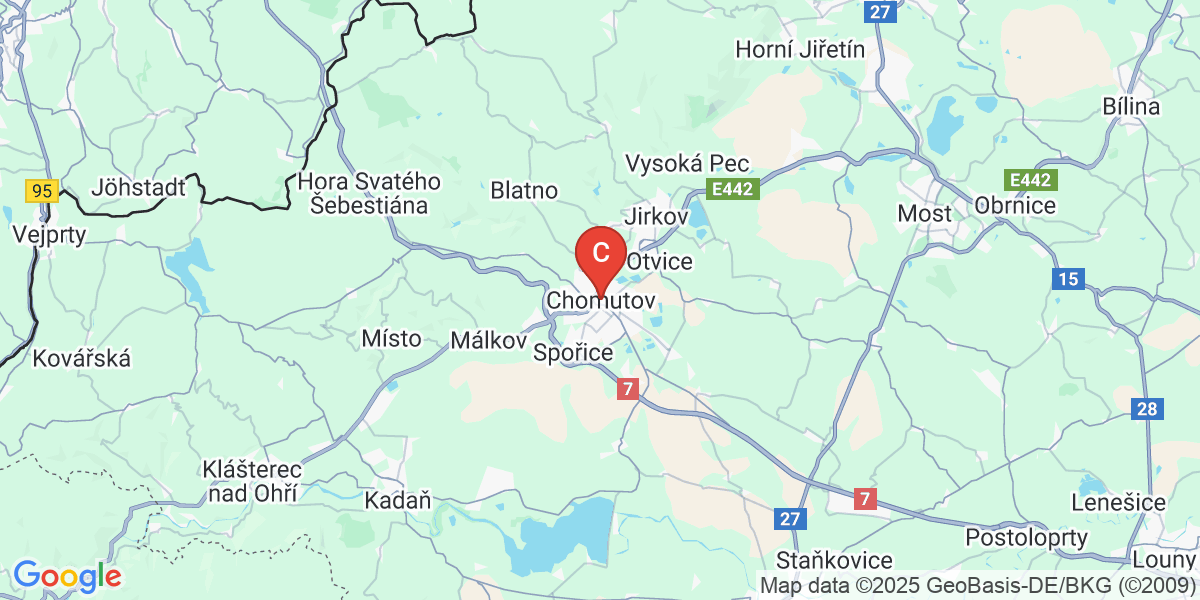 27
Horní Jiřetín
Bílina
Vysoká Pec
E442
E442
95
Jöhstadt
Hora Svatého
Šebestiána
Blatno
Jirkov
Most
Obrnice
Vejprty
C
Otvice
15
Chomutov
Místo
Málkov
Spořice
Kovářská
7
28
Klášterec
nad Ohří
Kadaň
7
Lenešice
27
Postoloprty
Staňkovice
Louny
Google
Map data ©2025 GeoBasis-DE/BKG (©2009)